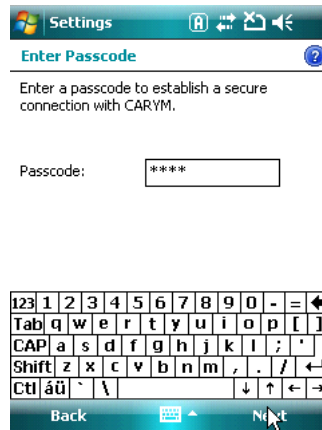 Settings
Enter Passcode
Enter a passcode to establish a secure
connection with CARYM.
Passcode: ****
123 1 2 3 4 5 6 7 8 9 0 - =
Tab q w e r t y u i o p [ ]
CAP a s d f g h j k l ; '
Shift z x c v b n m , . /
Ctl áü ` \
Back Next